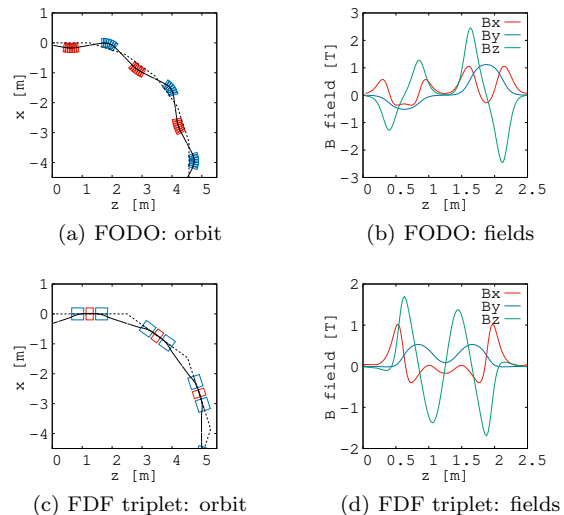 1
0
−1
−2
−3
−4
x [m]
0 1 2 3 4 5
z [m]
(a) FODO: orbit
3
2
1
0
−1
−2
−3
B field [T]
Bx
By
Bz
0 0.5 1 1.5 2 2.5
z [m]
(b) FODO: fields
1
0
−1
−2
−3
−4
x [m]
0 1 2 3 4 5
z [m]
(c) FDF triplet: orbit
2
1
0
−1
−2
B field [T]
Bx
By
Bz
0 0.5 1 1.5 2 2.5
z [m]
(d) FDF triplet: fields